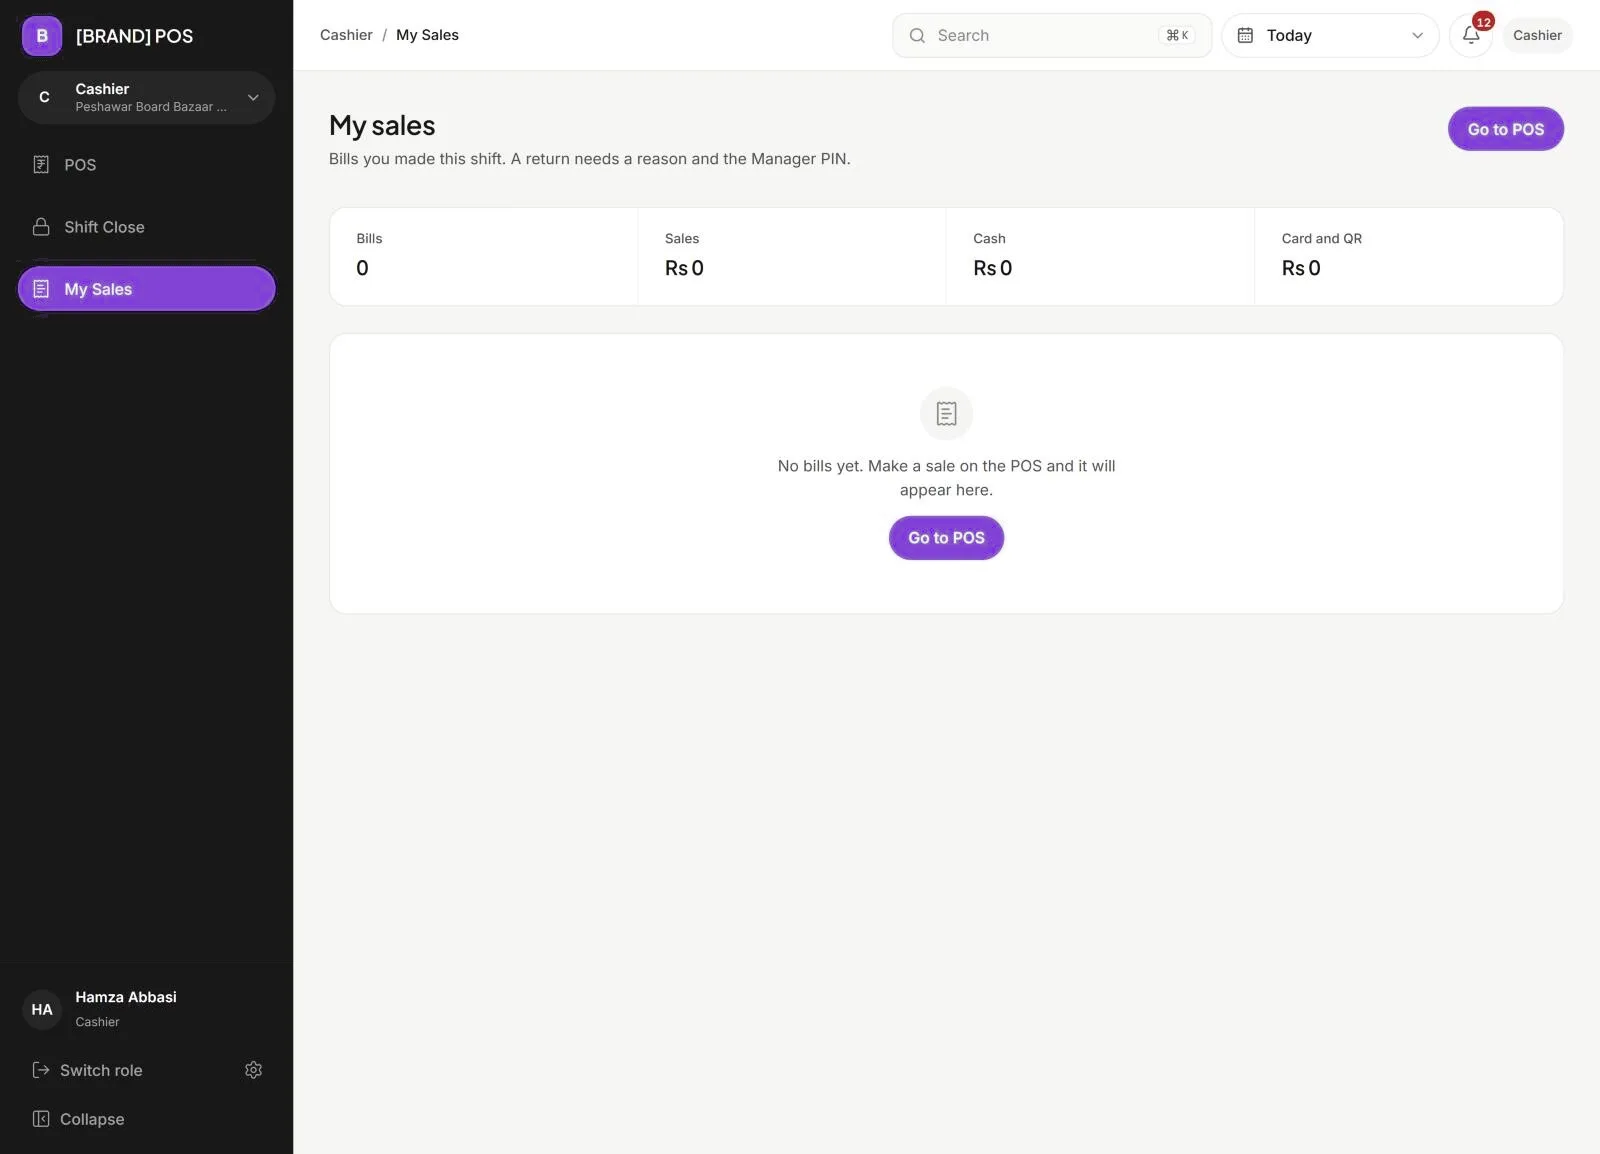 B
[BRAND] POS
C
Cashier
Peshawar Board Bazaar ...
POS
Shift Close
My Sales
Hamza Abbasi
HA
Cashier
Switch role
Collapse
Cashier / My Sales
Search
⌘ K
Today
12
Cashier
My sales
Bills you made this shift. A return needs a reason and the Manager PIN.
Go to POS
Bills
0
Sales
Rs 0
Cash
Rs 0
Card and QR
Rs 0
No bills yet. Make a sale on the POS and it will
appear here.
Go to POS